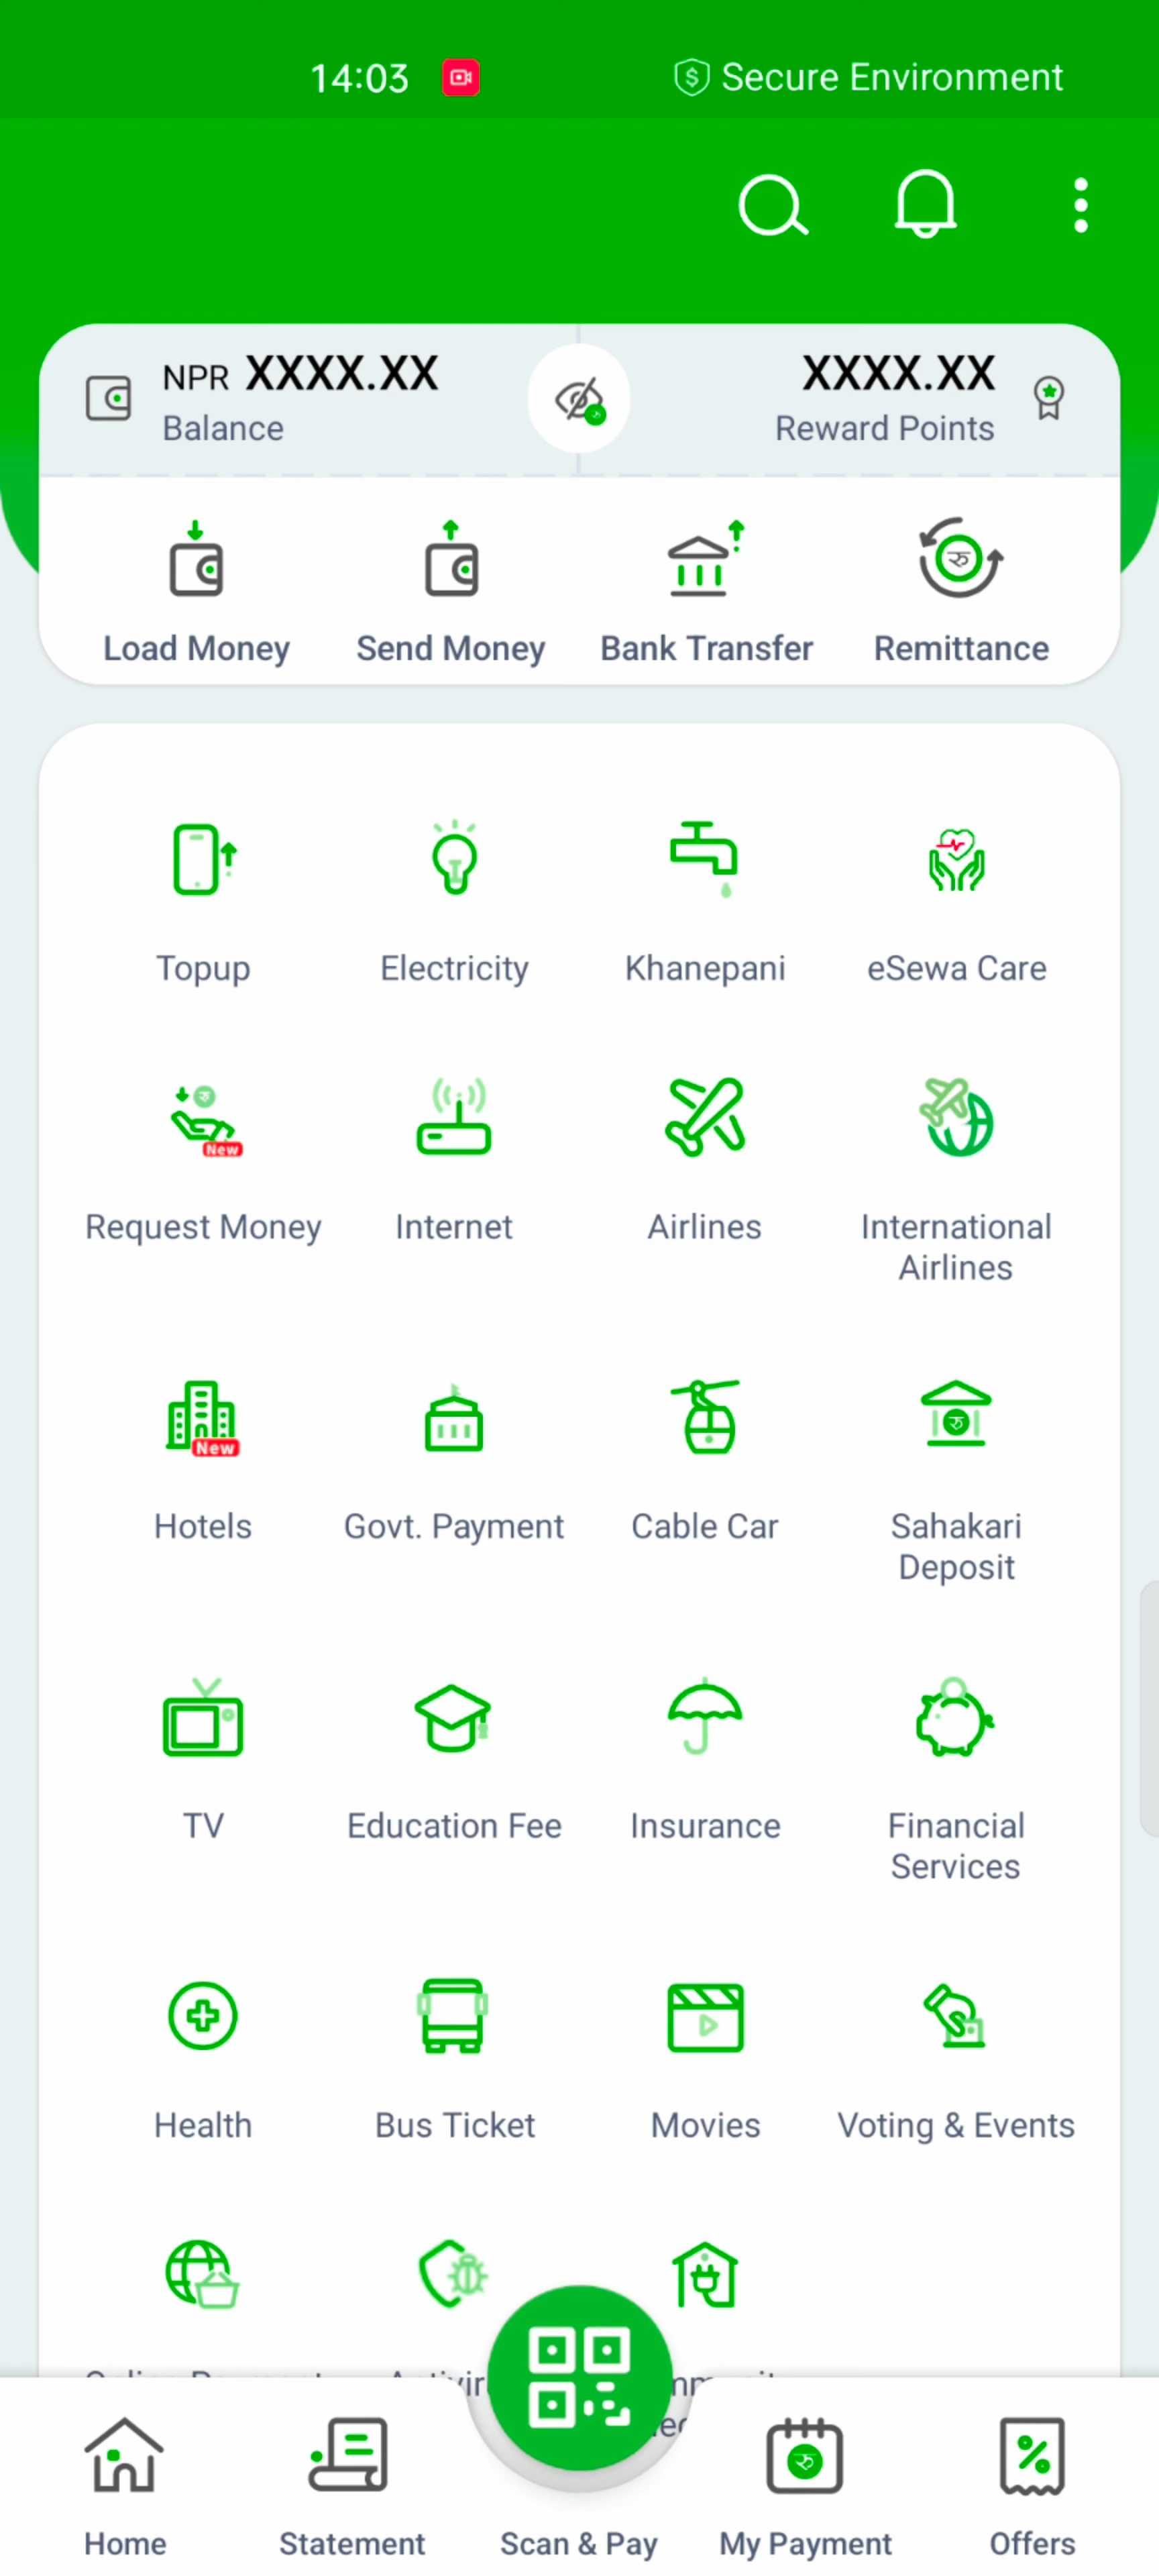 14:03 Secure Environment
NPR XXXX.XX XXXX.XX
Balance Reward Points
Load Money Send Money Bank Transfer Remittance
Topup Electricity Khanepani eSewa Care
New
Request Money Internet Airlines International
Airlines
New
Hotels Govt. Payment Cable Car Sahakari
Deposit
TV Education Fee Insurance Financial
Services
Health Bus Ticket Movies Voting & Events
Home Statement Scan & Pay My Payment Offers